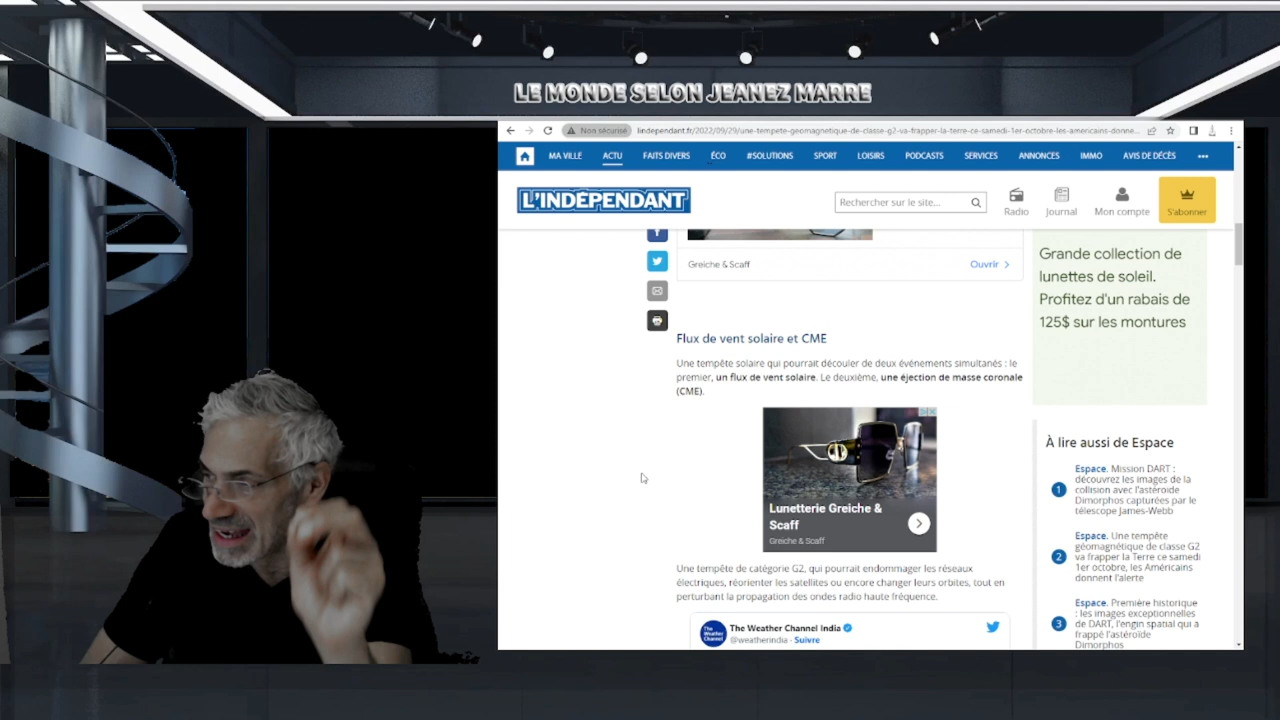 LE MONDE SELON JEANEZ MARRE
Non sécurisé lindependant.fr/2022/09/29/une-tempete-geomagnetique-de-classe-g2-va-frapper-la-terre-ce-samedi-1er-octobre-les-americains-donne...
MA VILLE ACTU FAITS DIVERS ÉCO #SOLUTIONS SPORT LOISIRS PODCASTS SERVICES ANNONCES IMMO AVIS DE DÉCÈS
L'INDÉPENDANT
Rechercher sur le site...
Radio Journal Mon compte S'abonner
Greiche & Scaff Ouvrir
Flux de vent solaire et CME
Une tempête solaire qui pourrait découler de deux événements simultanés : le
premier, un flux de vent solaire. Le deuxième, une éjection de masse coronale
(CME).
Lunetterie Greiche &
Scaff
Greiche & Scaff
Une tempête de catégorie G2, qui pourrait endommager les réseaux
électriques, réorienter les satellites ou encore changer leurs orbites, tout en
perturbant la propagation des ondes radio haute fréquence.
The Weather Channel
The Weather Channel India
@weatherindia · Suivre
Grande collection de
lunettes de soleil.
Profitez d'un rabais de
125$ sur les montures
À lire aussi de Espace
1
Espace. Mission DART :
découvrez les images de la
collision avec l'astéroïde
Dimorphos capturées par le
télescope James-Webb
2
Espace. Une tempête
géomagnétique de classe G2
va frapper la Terre ce samedi
1er octobre, les Américains
donnent l'alerte
3
Espace. Première historique
: les images exceptionnelles
de DART, l'engin spatial qui a
frappé l'astéroïde
Dimorphos